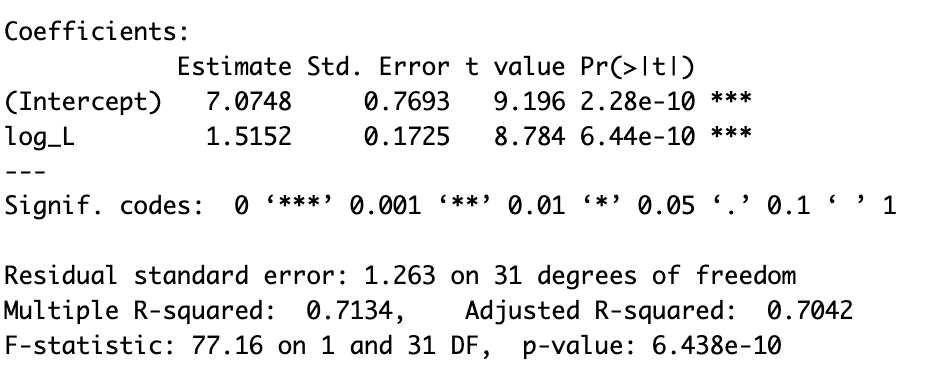 Coefficients:
            Estimate Std. Error t value Pr(>|t|)
(Intercept)   7.0748     0.7693   9.196 2.28e-10 ***
log_L         1.5152     0.1725   8.784 6.44e-10 ***
---
Signif. codes:  0 ‘***’ 0.001 ‘**’ 0.01 ‘*’ 0.05 ‘.’ 0.1 ‘ ’ 1

Residual standard error: 1.263 on 31 degrees of freedom
Multiple R-squared:  0.7134,    Adjusted R-squared:  0.7042
F-statistic: 77.16 on 1 and 31 DF,  p-value: 6.438e-10